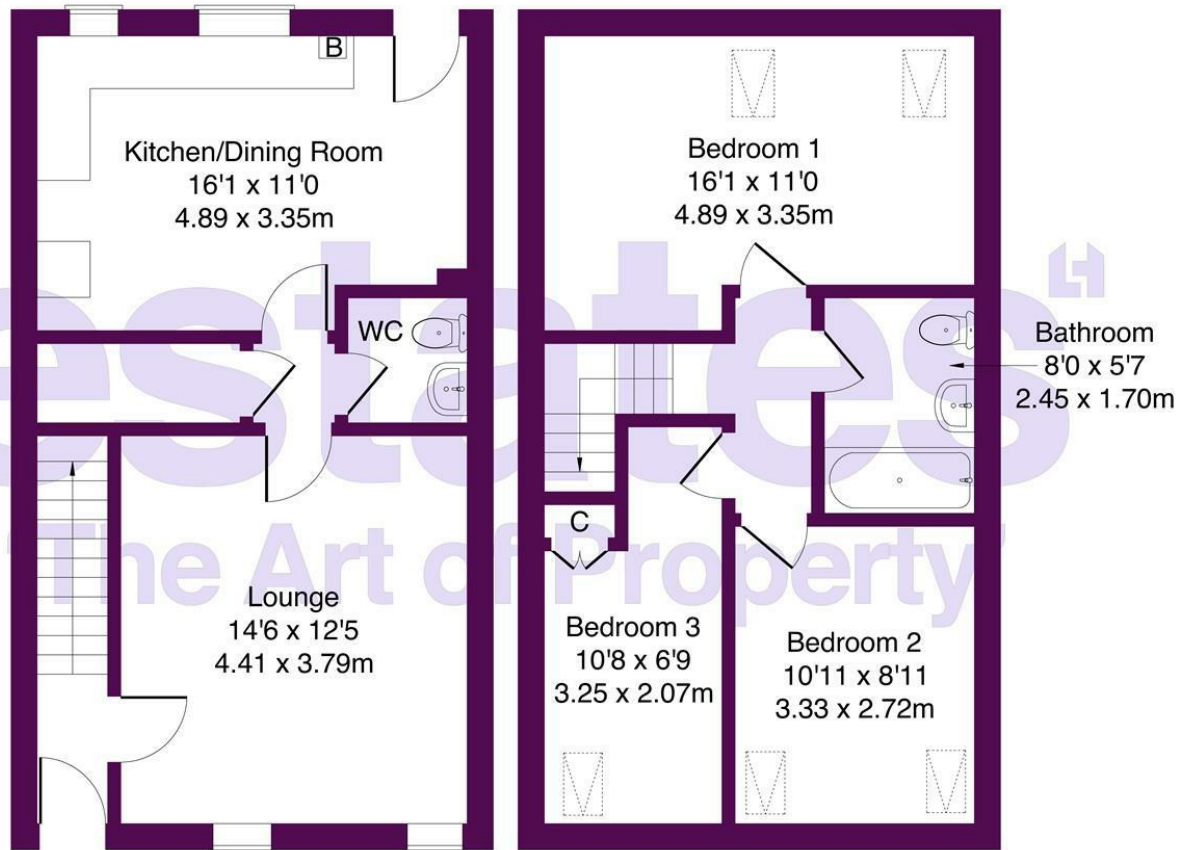 B
Kitchen/Dining Room
16'1 x 11'0
4.89 x 3.35m
WC
Lounge
14'6 x 12'5
4.41 x 3.79m
Bedroom 1
16'1 x 11'0
4.89 x 3.35m
Bathroom
8'0 x 5'7
2.45 x 1.70m
C
Bedroom 3
10'8 x 6'9
3.25 x 2.07m
Bedroom 2
10'11 x 8'11
3.33 x 2.72m
estates
'The Art of Property'